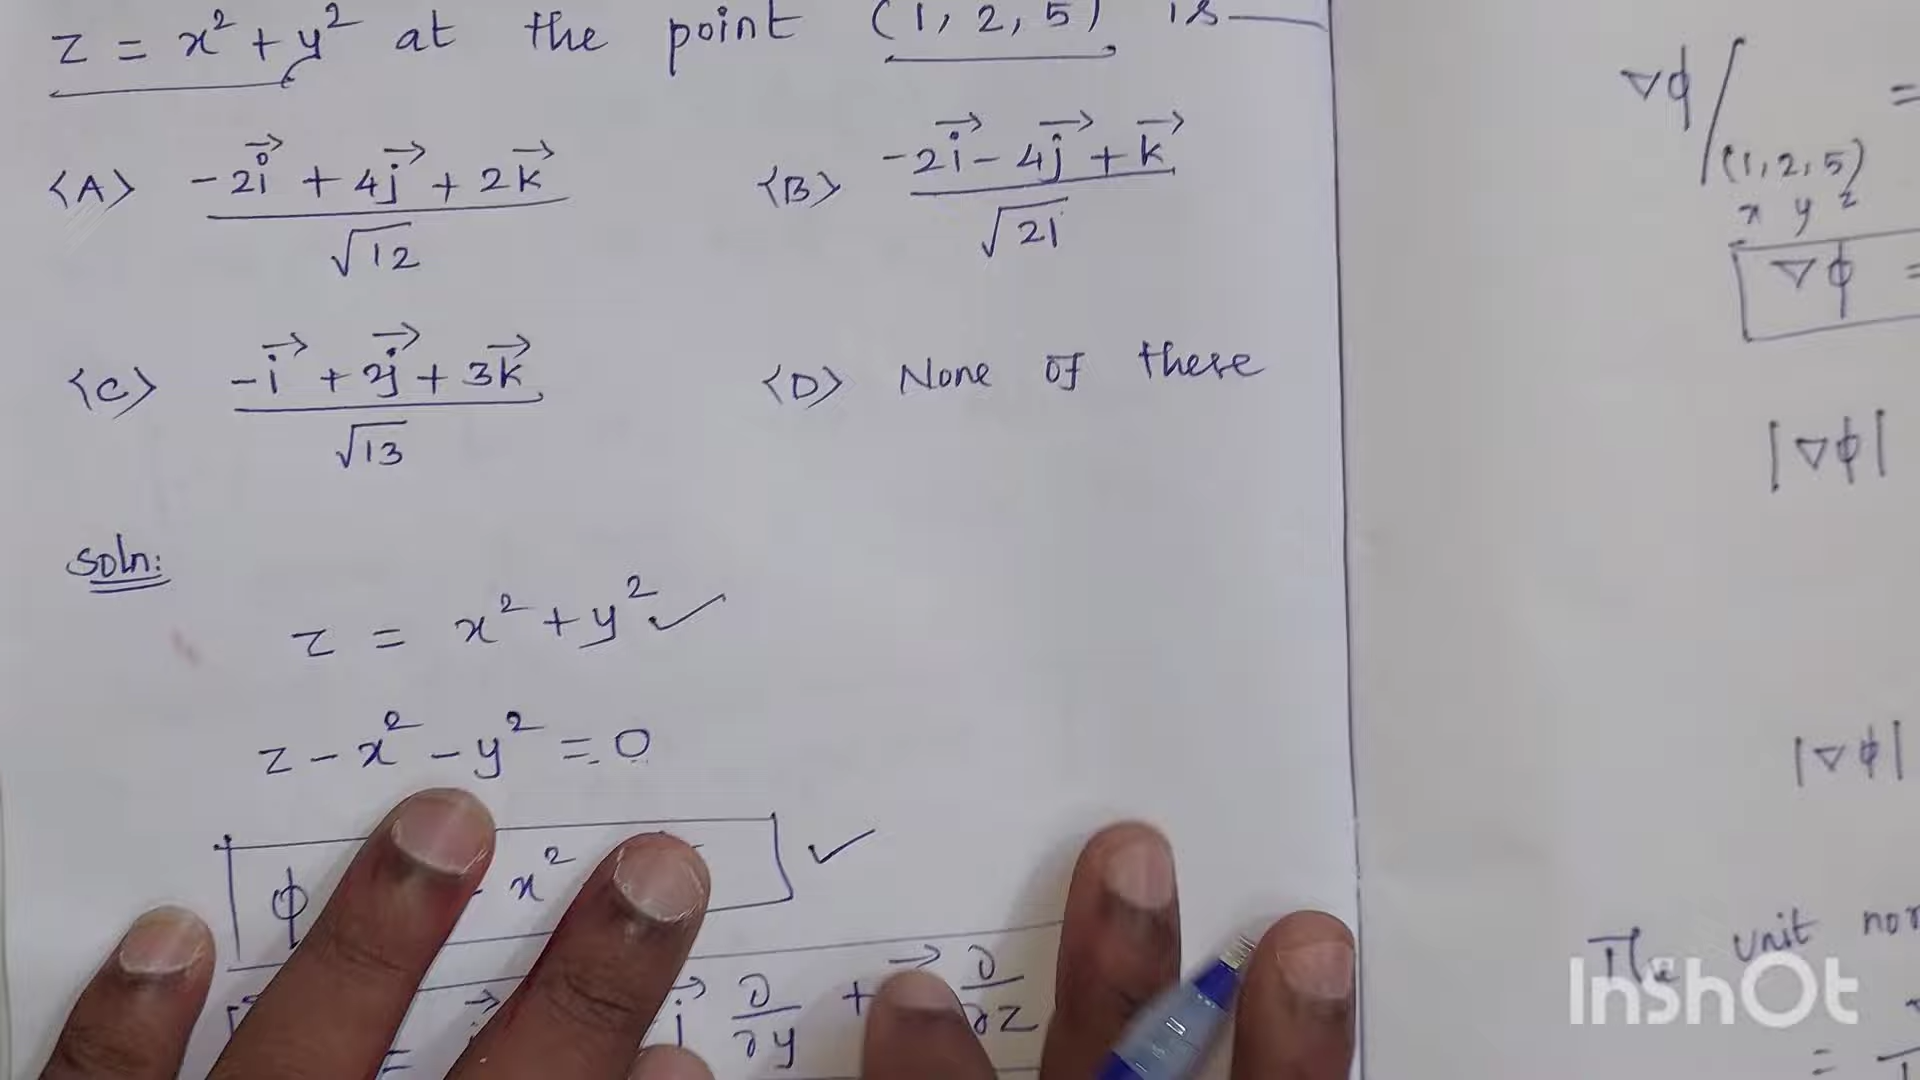 z = x² + y² at the point (1, 2, 5) is
(A) -2i⃗ + 4j⃗ + 2k⃗ / √12
(B) -2i⃗ - 4j⃗ + k⃗ / √21
(C) -i⃗ + 2j⃗ + 3k⃗ / √13
(D) None of these
Soln:
z = x² + y² ✓
z - x² - y² = 0
ϕ - x² ✓
= j⃗ ∂/∂y + ∂/∂z
=
∇ϕ/(1, 2, 5) =
x y z
∇ϕ =
|∇ϕ|
|∇ϕ|
The unit
=
InShOt